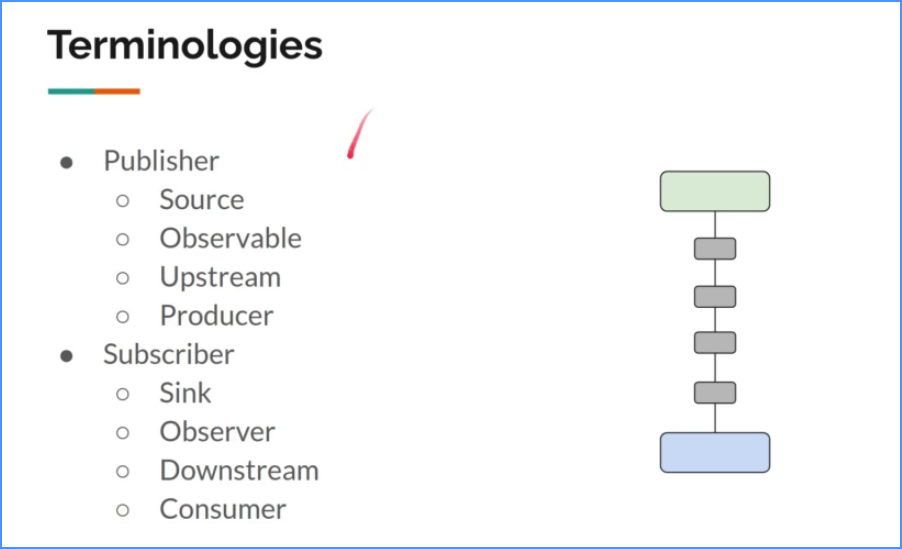 Terminologies
● Publisher
○ Source
○ Observable
○ Upstream
○ Producer
● Subscriber
○ Sink
○ Observer
○ Downstream
○ Consumer